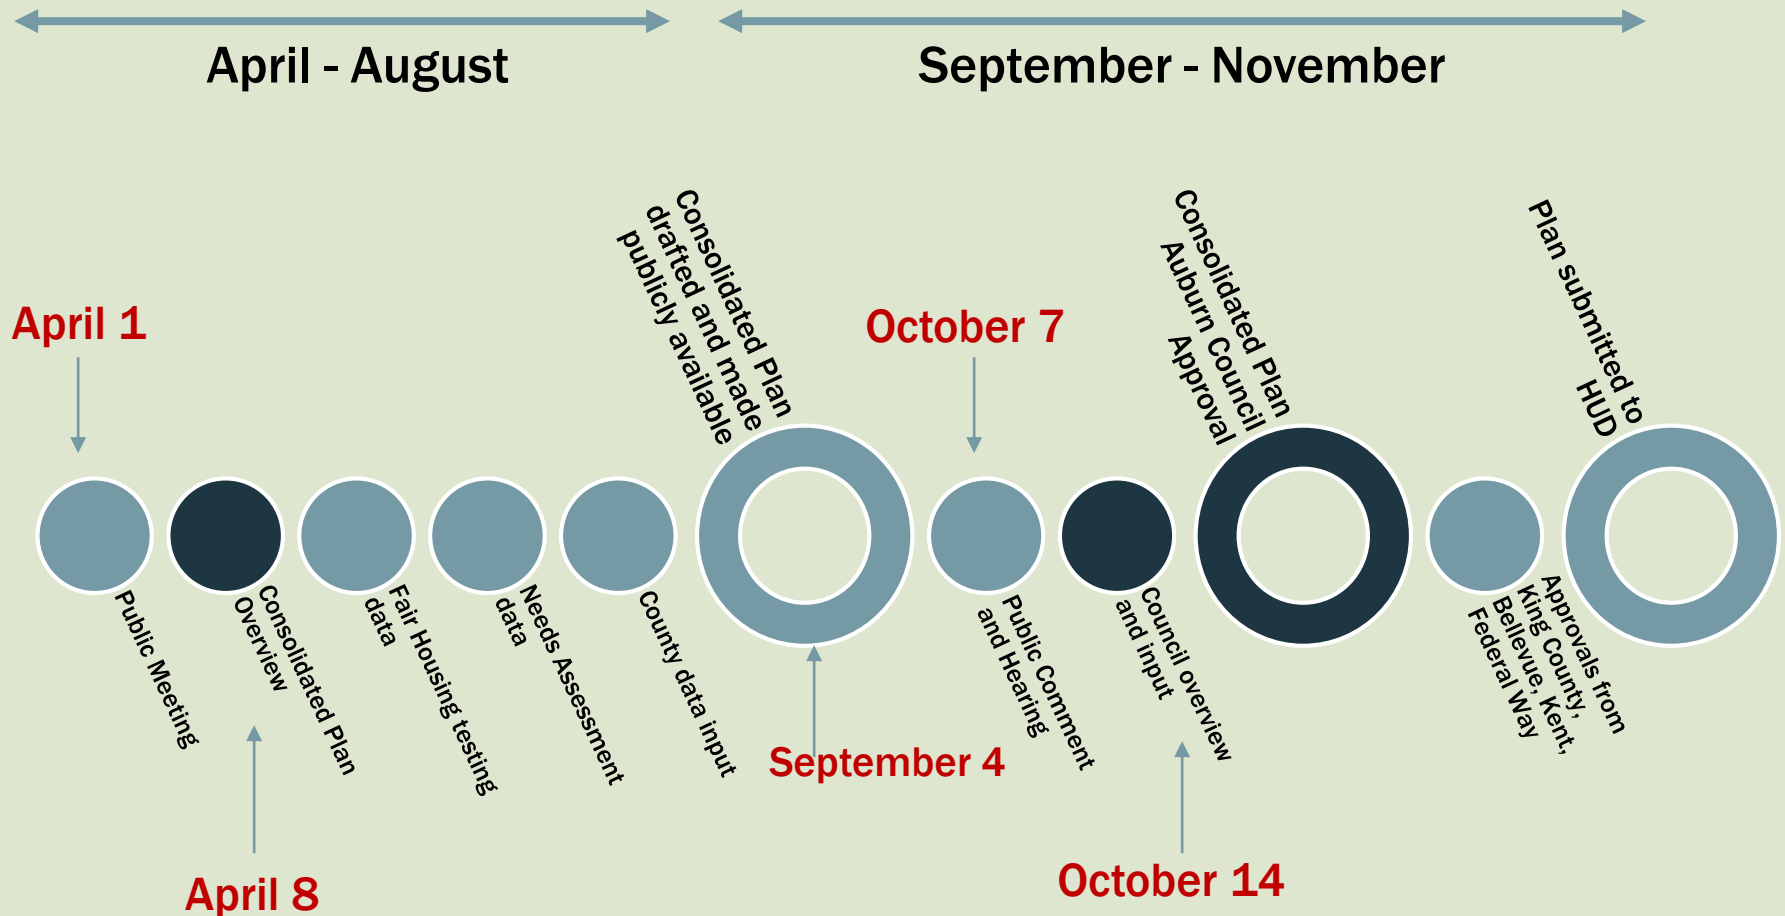 April - August
September - November
April 1
Public Meeting
Consolidated Plan
Overview
April 8
Fair Housing testing
data
Needs Assessment
data
County data input
Consolidated Plan
drafted and made
publicly available
September 4
October 7
Public Comment
and Hearing
Council overview
and input
October 14
Consolidated Plan
Auburn Council
Approval
Approvals from
King County,
Bellevue, Kent,
Federal Way
Plan submitted to
HUD